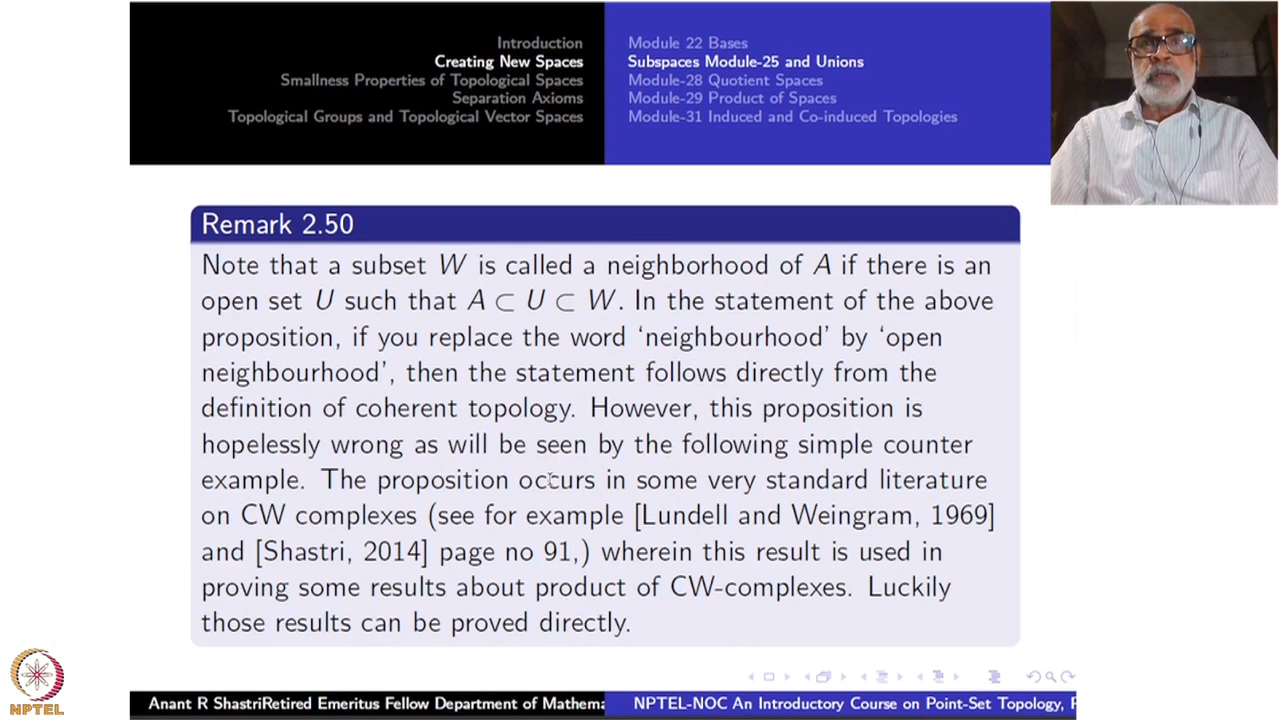 Introduction
Creating New Spaces
Smallness Properties of Topological Spaces
Separation Axioms
Topological Groups and Topological Vector Spaces
Module 22 Bases
Subspaces Module-25 and Unions
Module-28 Quotient Spaces
Module-29 Product of Spaces
Module-31 Induced and Co-induced Topologies
Remark 2.50
Note that a subset W is called a neighborhood of A if there is an
open set U such that A ⊂ U ⊂ W. In the statement of the above
proposition, if you replace the word ‘neighbourhood’ by ‘open
neighbourhood’, then the statement follows directly from the
definition of coherent topology. However, this proposition is
hopelessly wrong as will be seen by the following simple counter
example. The proposition occurs in some very standard literature
on CW complexes (see for example [Lundell and Weingram, 1969]
and [Shastri, 2014] page no 91,) wherein this result is used in
proving some results about product of CW-complexes. Luckily
those results can be proved directly.
NPTEL
Anant R ShastriRetired Emeritus Fellow Department of Mathema
NPTEL-NOC An Introductory Course on Point-Set Topology, P